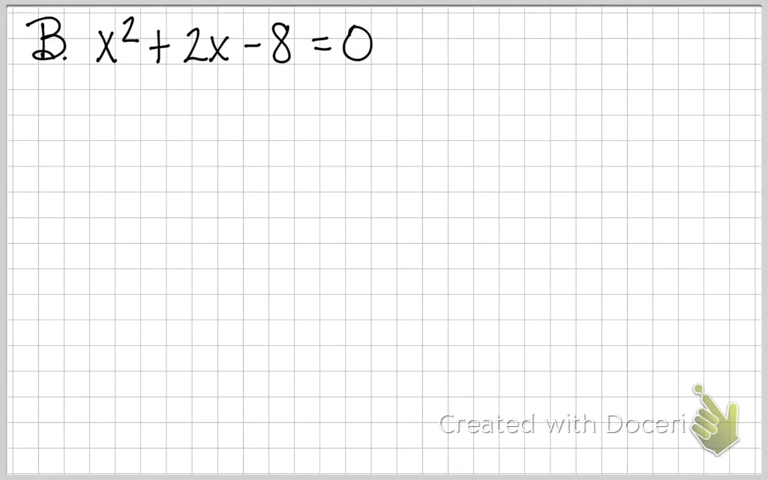 B. x² + 2x - 8 = 0
Created with Doceri